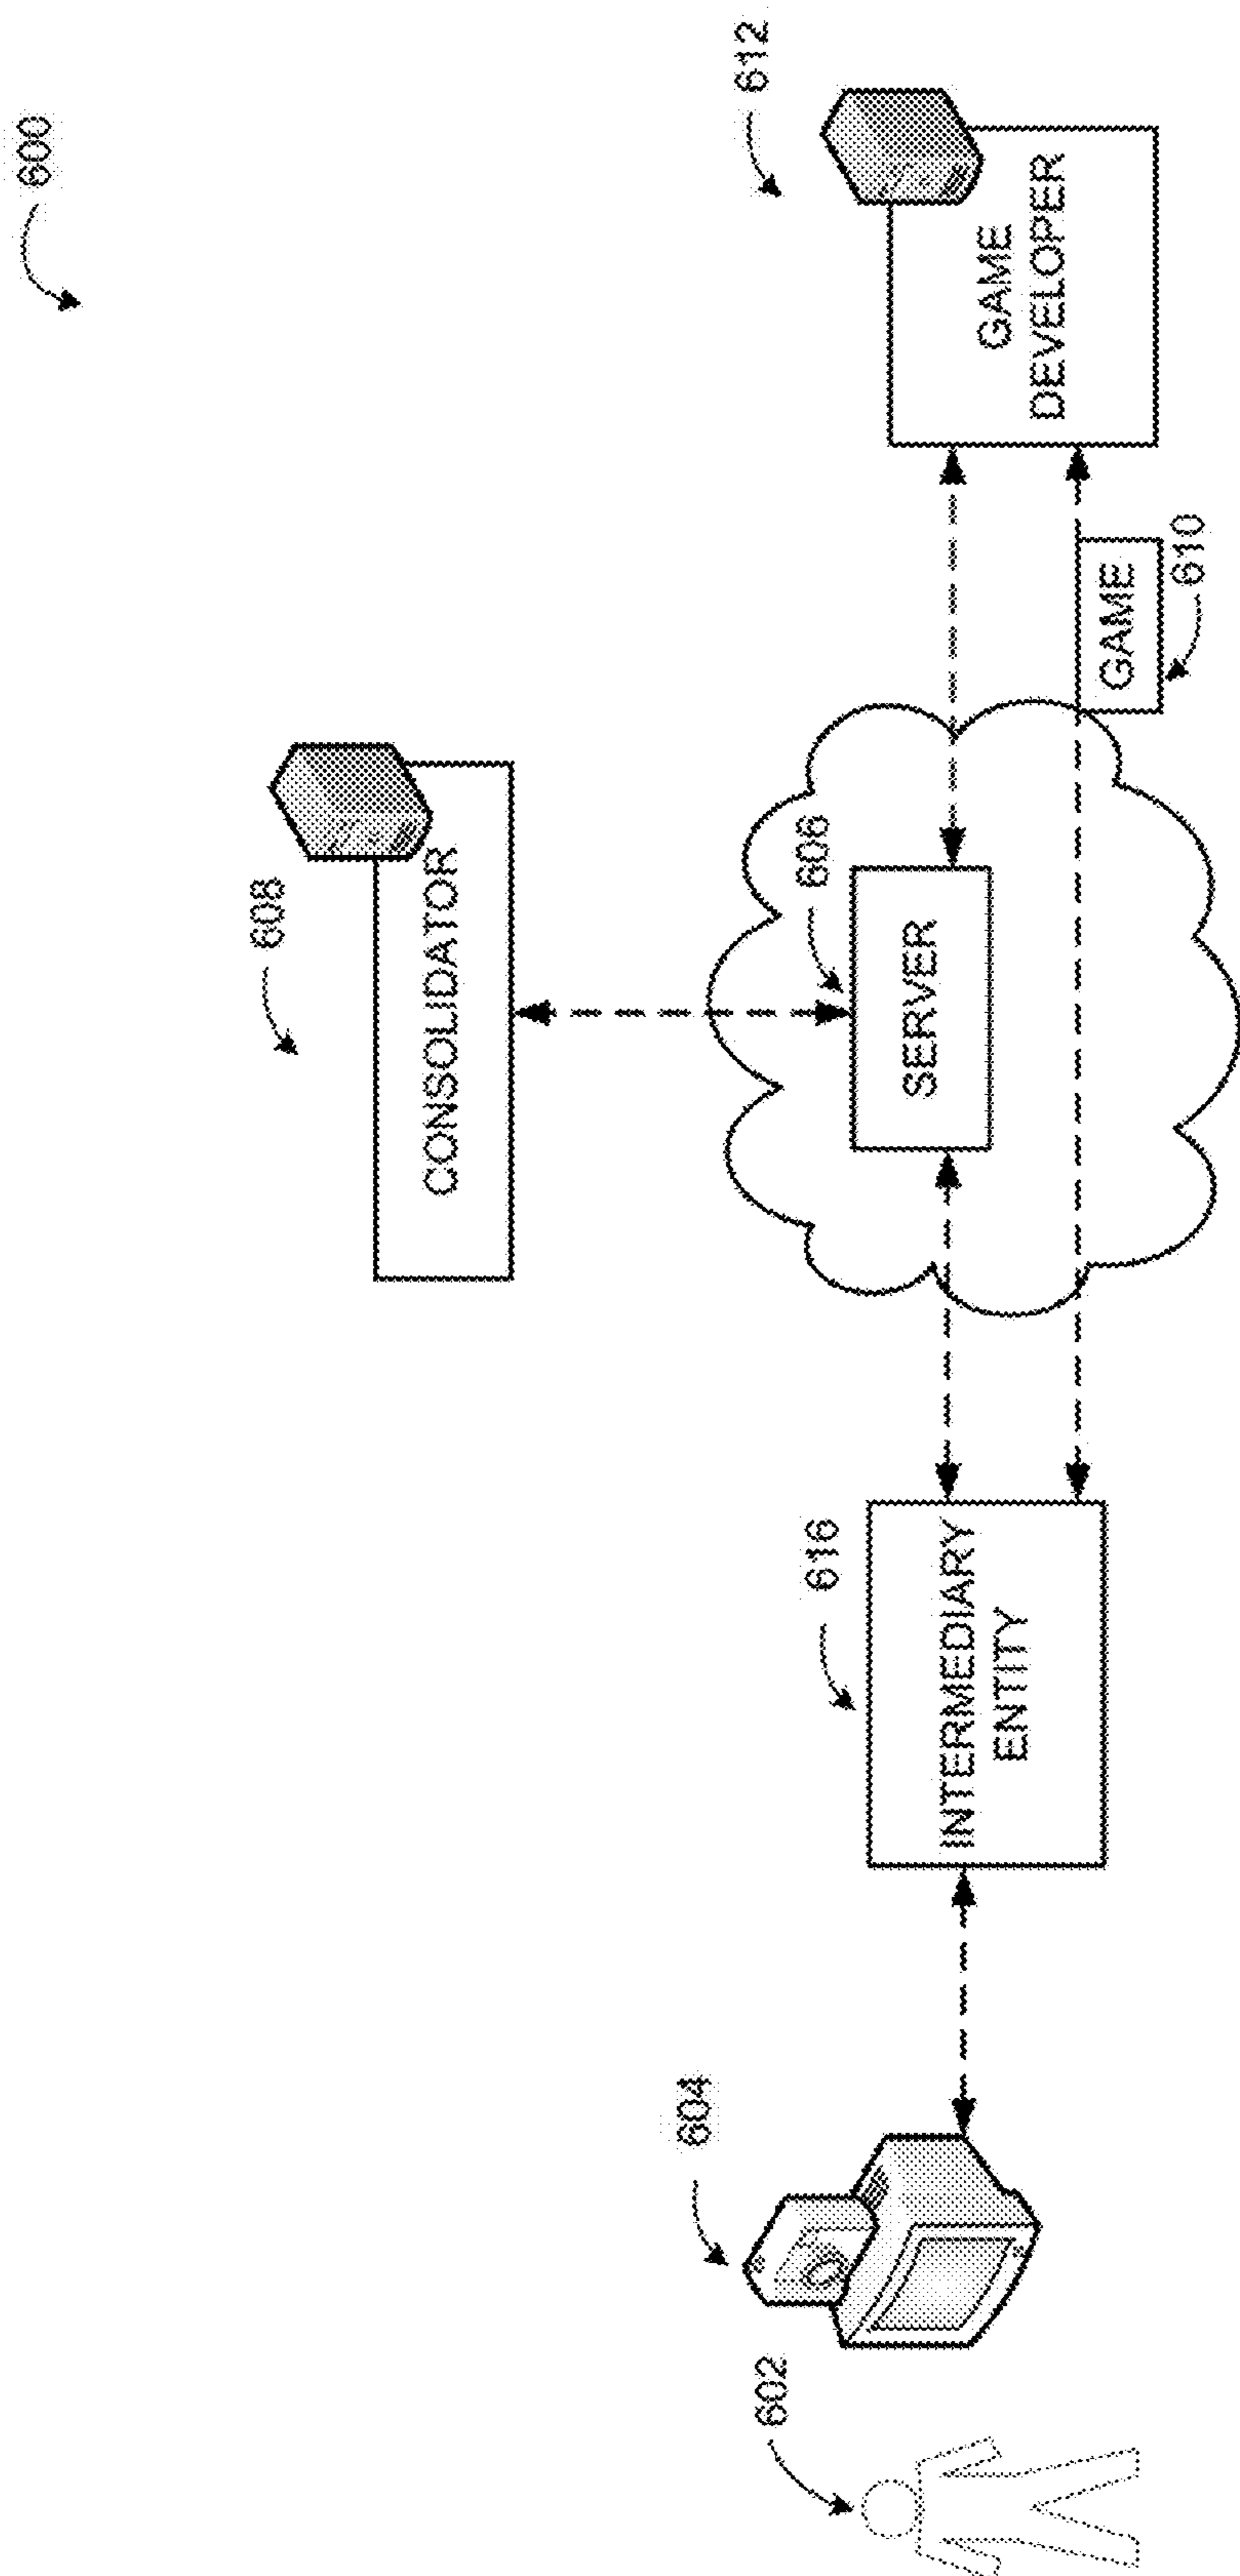 600
608
CONSOLIDATOR
612
GAME
DEVELOPER
606
SERVER
GAME
610
616
INTERMEDIARY
ENTITY
604
602